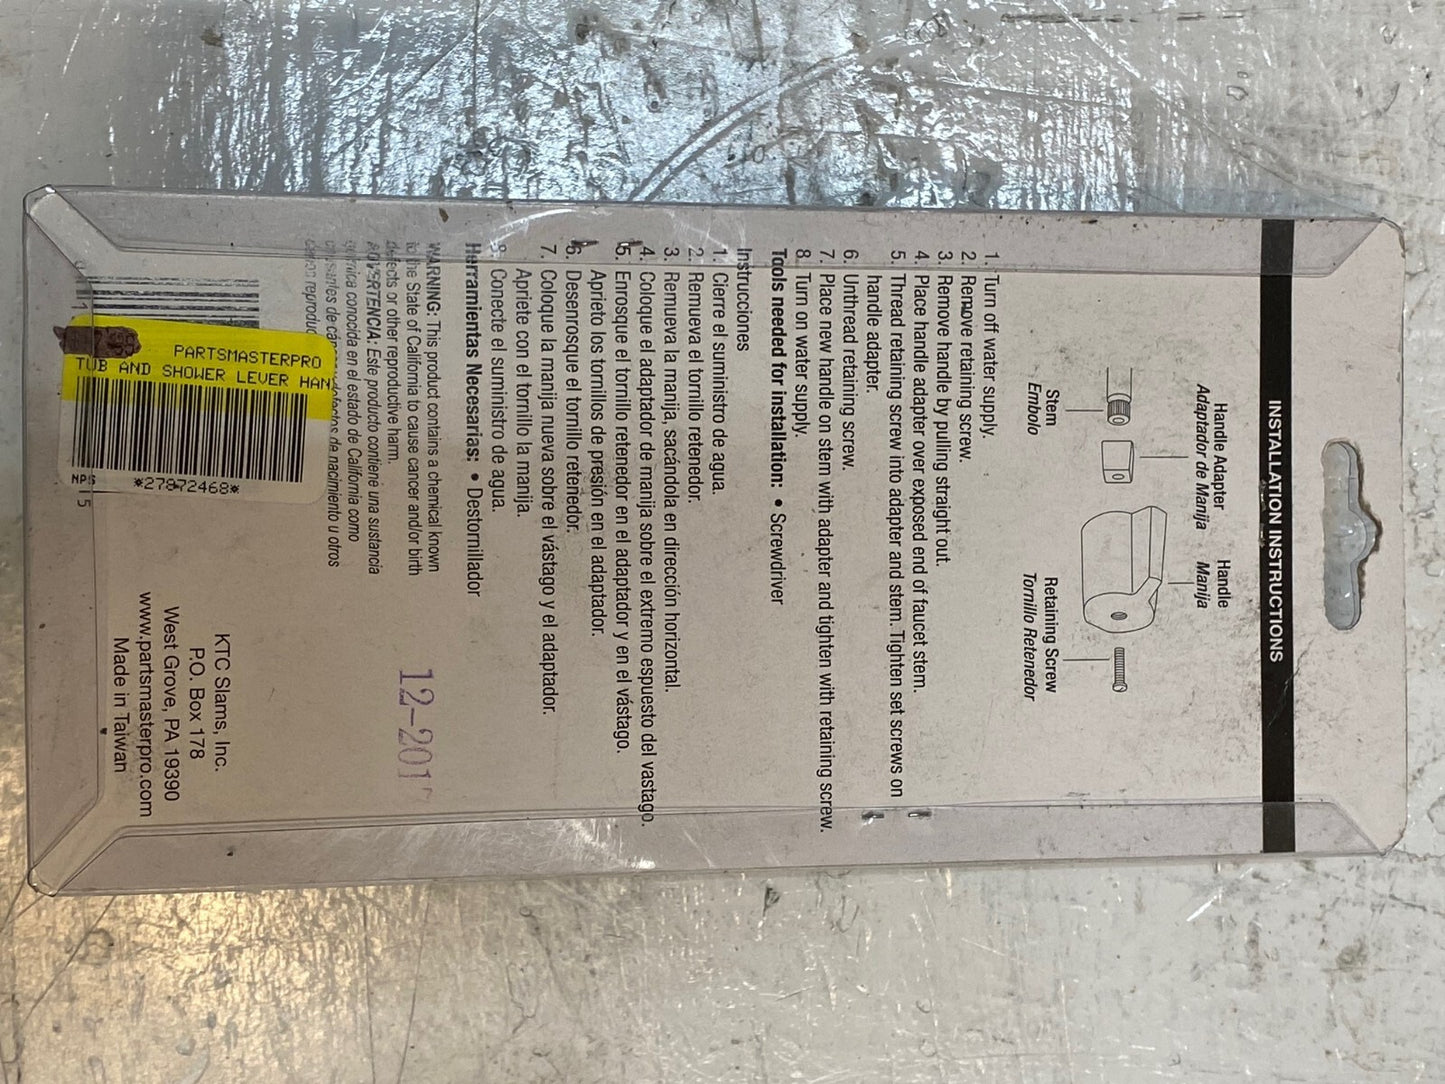 INSTALLATION INSTRUCTIONS
Handle Adapter
Adaptador de Manija
Handle
Manija
Stem
Embolo
Retaining Screw
Tornillo Retenedor
1. Turn off water supply.
2. Remove retaining screw.
3. Remove handle by pulling straight out.
4. Place handle adapter over exposed end of faucet stem.
5. Thread retaining screw into adapter and stem. Tighten set screws on
handle adapter.
6. Unthread retaining screw.
7. Place new handle on stem with adapter and tighten with retaining screw.
8. Turn on water supply.
Tools needed for installation: • Screwdriver
Instrucciones
1. Cierre el suministro de agua.
2. Remueva el tornillo retenedor.
3. Remueva la manija, sacándola en dirección horizontal.
4. Coloque el adaptador de manija sobre el extremo espuesto del vastago.
5. Enrosque el tornillo retenedor en el adaptador y en el vástago.
Aprieto los tornillos de presión en el adaptador.
6. Desenrosque el tornillo retenedor.
7. Coloque la manija nueva sobre el vástago y el adaptador.
Apriete con el tornillo la manija.
8. Conecte el suministro de agua.
Herramientas Necesarias: • Destornillador
WARNING: This product contains a chemical known
to the State of California to cause cancer and/or birth
defects or other reproductive harm.
ADVERTENCIA: Este producto contiene una sustancia
química conocida en el estado de California como
causantes de defectos de nacimiento u otros
12-201
PARTSMASTERPRO
TUB AND SHOWER LEVER HAN
NPS *27872468*
KTC Slams, Inc.
P.O. Box 178
West Grove, PA 19390
www.partsmasterpro.com
Made in Taiwan